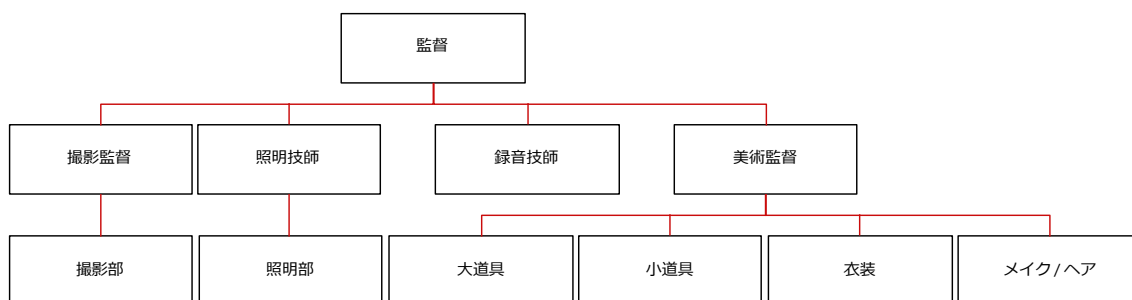 監督
撮影監督
照明技師
録音技師
美術監督
撮影部
照明部
大道具
小道具
衣装
メイク/ヘア